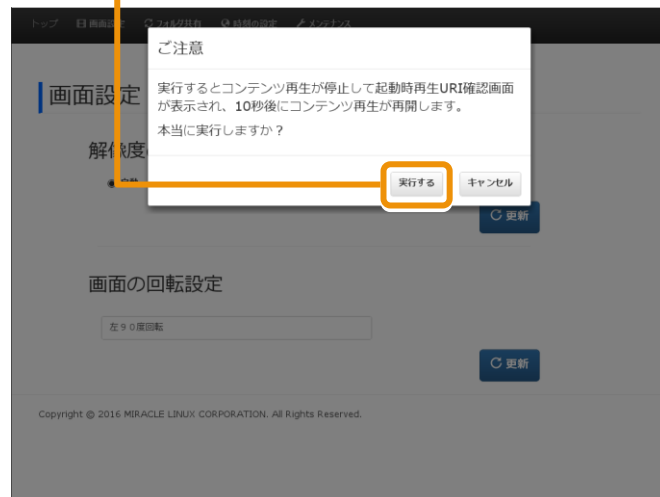 トップ 画面設定 フォルダ共有 時刻の設定 メンテナンス
ご注意
実行するとコンテンツ再生が停止して起動時再生URI確認画面
が表示され、10秒後にコンテンツ再生が再開します。
本当に実行しますか？
実行する キャンセル
画面設定
解像度
更新
画面の回転設定
左９０度回転
更新
Copyright @ 2016 MIRACLE LINUX CORPORATION. All Rights Reserved.